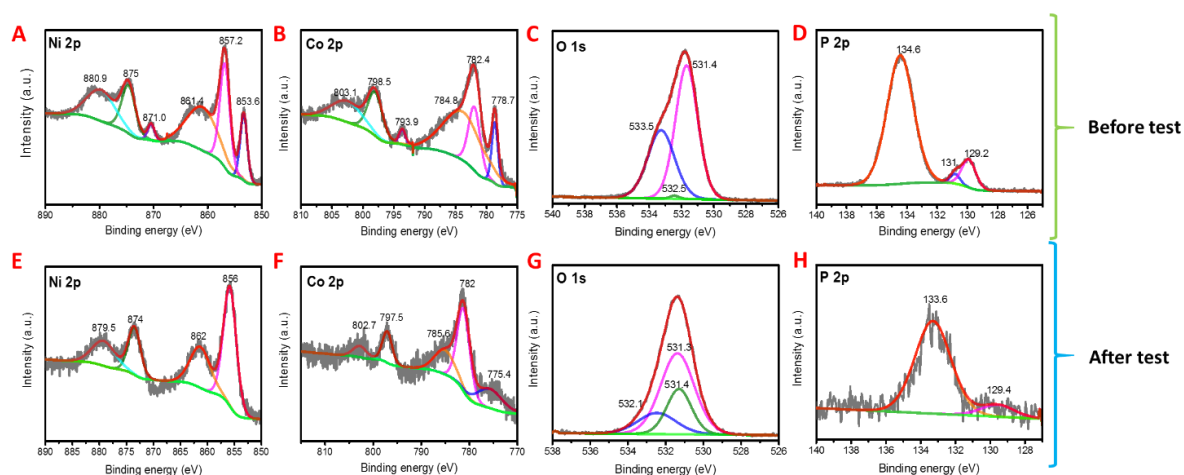 A
Ni 2p
857.2
880.9
875
871.0
861.4
853.6
Intensity (a.u.)
890 880 870 860 850
Binding energy (eV)
B
Co 2p
782.4
803.1
798.5
793.9
784.8
778.7
Intensity (a.u.)
810 805 800 795 790 785 780 775
Binding energy (eV)
C
O 1s
531.4
533.5
532.5
Intensity (a.u.)
540 538 536 534 532 530 528 526
Binding energy (eV)
D
P 2p
134.6
131
129.2
Intensity (a.u.)
140 138 136 134 132 130 128 126
Binding energy (eV)
Before test
E
Ni 2p
856
879.5
874
862
Intensity (a.u.)
890 885 880 875 870 865 860 855 850
Binding energy (eV)
F
Co 2p
782
802.7
797.5
785.6
775.4
Intensity (a.u.)
810 800 790 780 770
Binding energy (eV)
G
O 1s
531.3
531.4
532.1
Intensity (a.u.)
538 536 534 532 530 528 526
Binding energy (eV)
H
P 2p
133.6
129.4
Intensity (a.u.)
140 138 136 134 132 130 128
Binding energy (eV)
After test